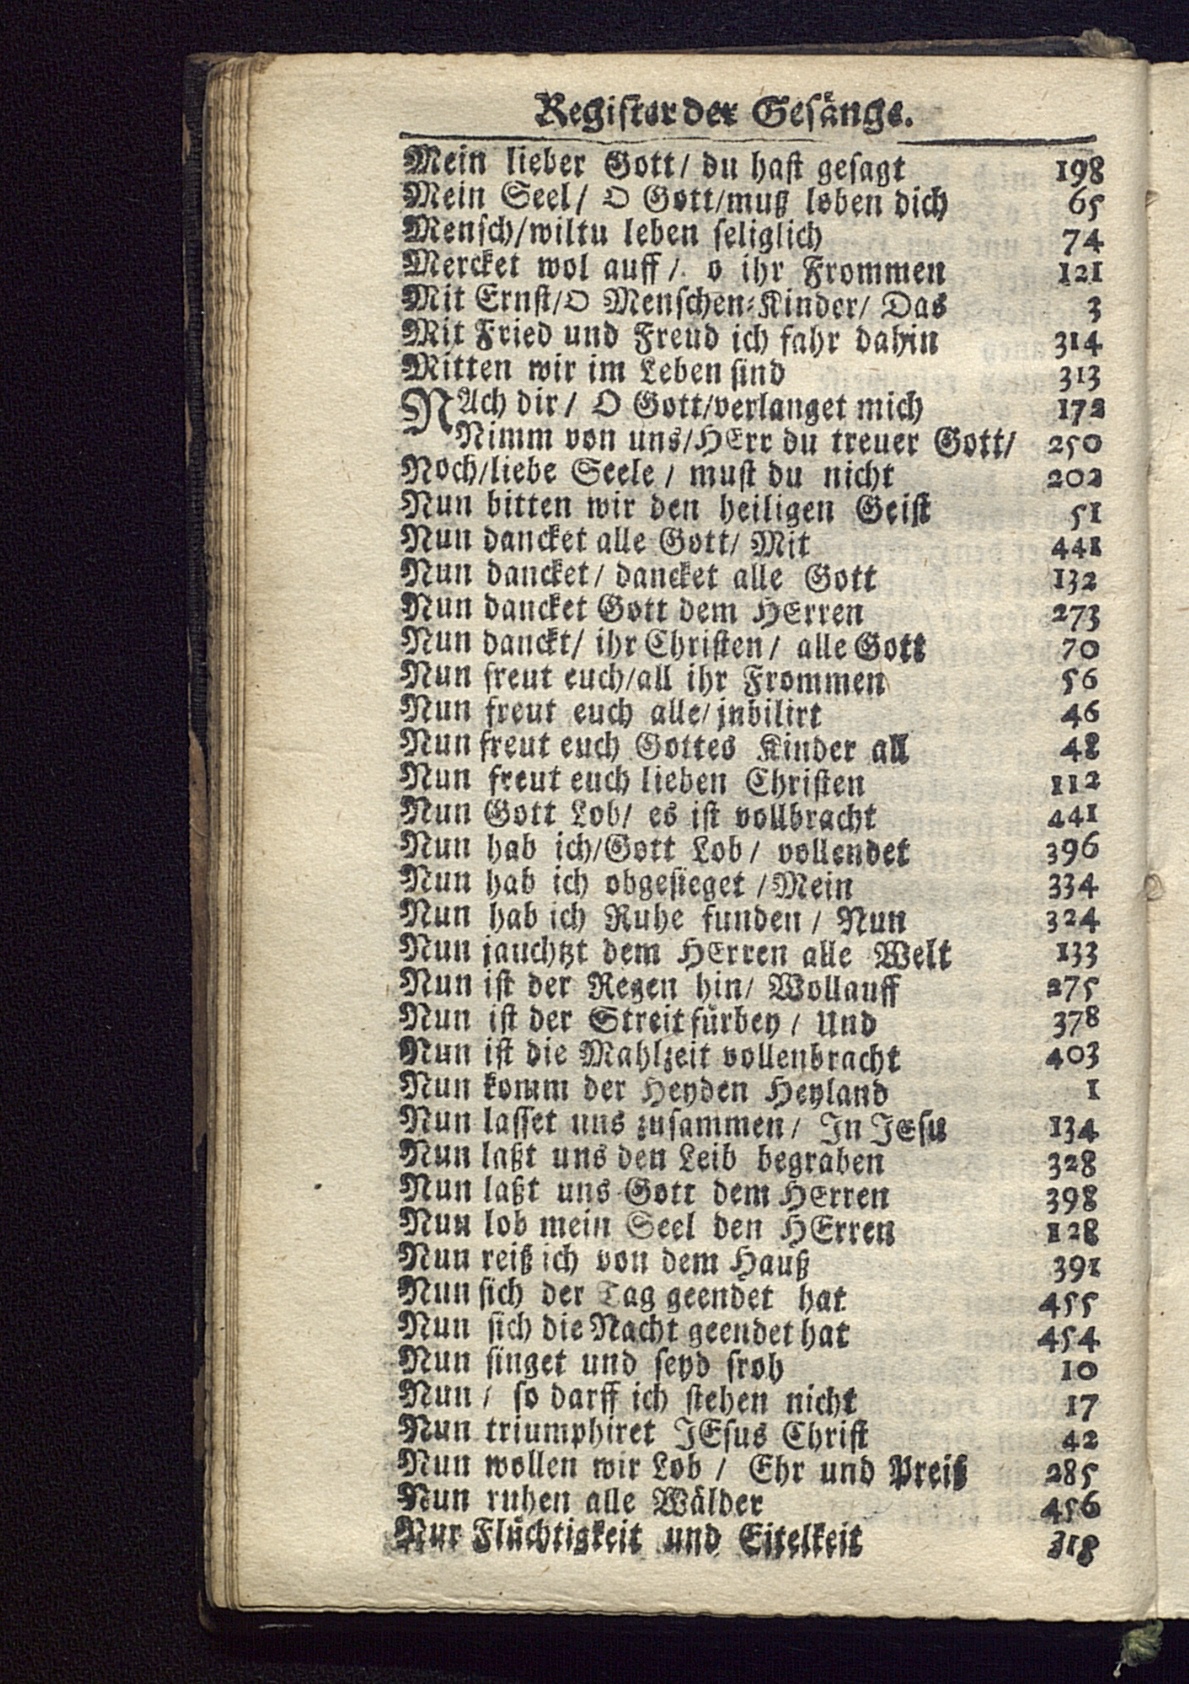 Register der Gesänge.
Mein lieber Gott/ du hast gesagt 198
Mein Seel/ O Gott/muß loben dich 65
Mensch/wiltu leben seliglich 74
Mercket wol auff/ o ihr Frommen 121
Mit Ernst/O Menschen-Kinder/ Das 3
Mit Fried und Freud ich fahr dahin 314
Mitten wir im Leben sind 313
NAch dir/ O Gott/verlanget mich 172
Nimm von uns/HErr du treuer Gott/ 250
Noch/liebe Seele/ must du nicht 202
Nun bitten wir den heiligen Geist 51
Nun dancket alle Gott/ Mit 441
Nun dancket/ dancket alle Gott 132
Nun dancket Gott dem HErren 273
Nun danckt/ ihr Christen/ alle Gott 70
Nun freut euch/all ihr Frommen 56
Nun freut euch alle/jnbilirt 46
Nun freut euch Gottes Kinder all 48
Nun freut euch lieben Christen 112
Nun Gott Lob/ es ist vollbracht 441
Nun hab ich/Gott Lob/ vollendet 396
Nun hab ich obgesieget/Mein 334
Nun hab ich Ruhe funden/ Nun 324
Nun jauchtzt dem HErren alle Welt 133
Nun ist der Regen hin/ Wollauff 275
Nun ist der Streit fürbey/ Und 378
Nun ist die Mahlzeit vollenbracht 403
Nun komm der Heyden Heyland 1
Nun lasset uns zusammen/ In JEsu 134
Nun laßt uns den Leib begraben 328
Nun laßt uns Gott dem HErren 398
Nun lob mein Seel den HErren 128
Nun reiß ich von dem Hauß 391
Nun sich der Tag geendet hat 455
Nun sich die Nacht geendet hat 454
Nun singet und seyd froh 10
Nun/ so darff ich stehen nicht 17
Nun triumphiret JEsus Christ 42
Nun wollen wir Lob/ Ehr und Preiß 285
Nun ruhen alle Wälder 456
Nur Flüchtigkeit und Eitelkeit 318